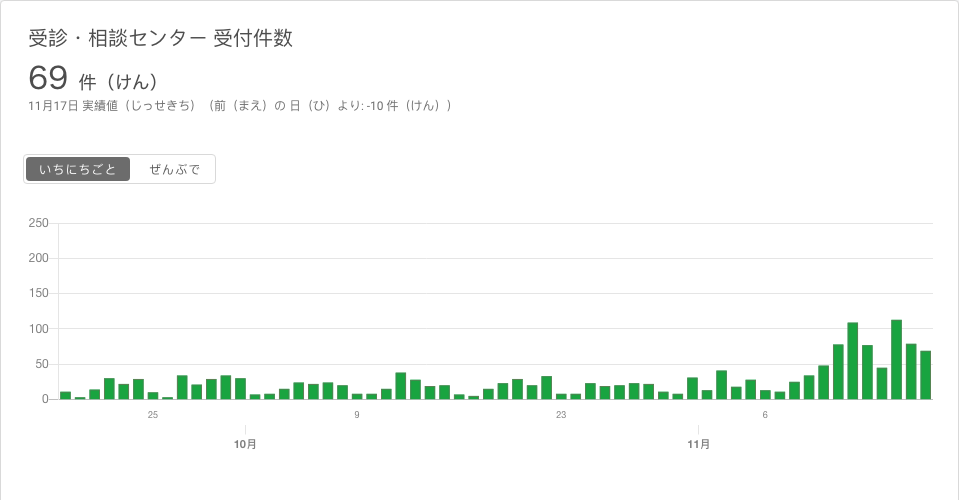 受診・相談センター 受付件数
69 件（けん）
11月17日 実績値（じっせきち）（前（まえ）の 日（ひ）より: -10 件（けん））
いちにちごと ぜんぶで
250
200
150
100
50
0
25 9 23 6
10月 11月